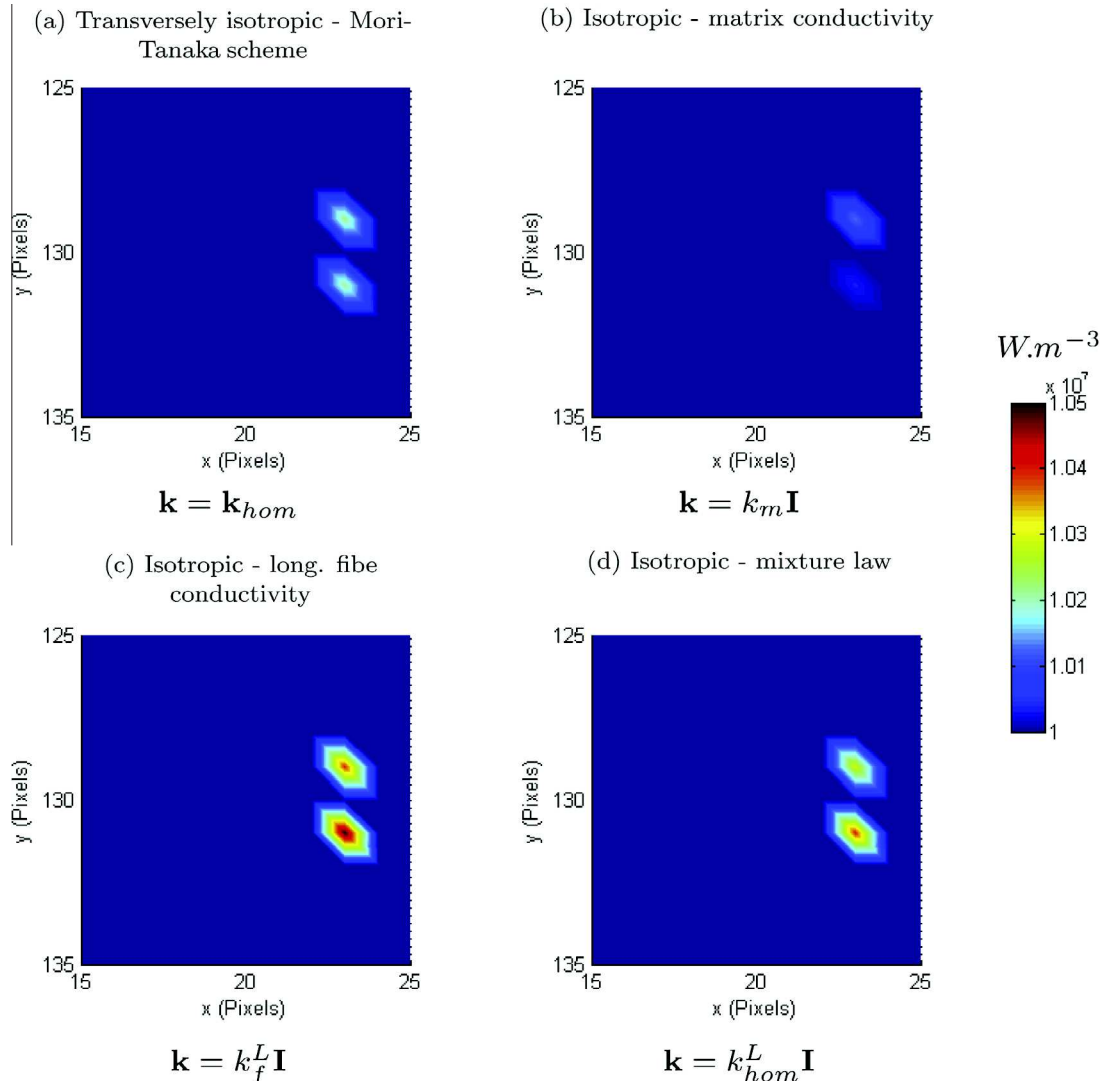 (a) Transversely isotropic - Mori-
Tanaka scheme
125
130
135
15
20
25
y (Pixels)
x (Pixels)
k = k_hom
(b) Isotropic - matrix conductivity
125
130
135
15
20
25
y (Pixels)
x (Pixels)
k = k_m I
(c) Isotropic - long. fibe
conductivity
125
130
135
15
20
25
y (Pixels)
x (Pixels)
k = k_f^L I
(d) Isotropic - mixture law
125
130
135
15
20
25
y (Pixels)
x (Pixels)
k = k_hom^L I
W.m^{-3}
x 10^7
1.05
1.04
1.03
1.02
1.01
1